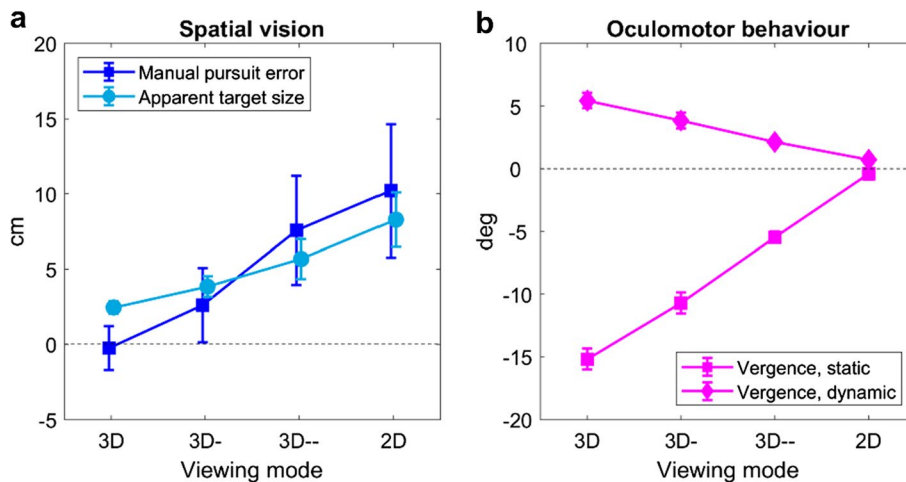 a
Spatial vision
20
15
10
5
0
-5
cm
Manual pursuit error
Apparent target size
3D
3D-
3D--
2D
Viewing mode
b
Oculomotor behaviour
10
5
0
-5
-10
-15
-20
deg
Vergence, static
Vergence, dynamic
3D
3D-
3D--
2D
Viewing mode